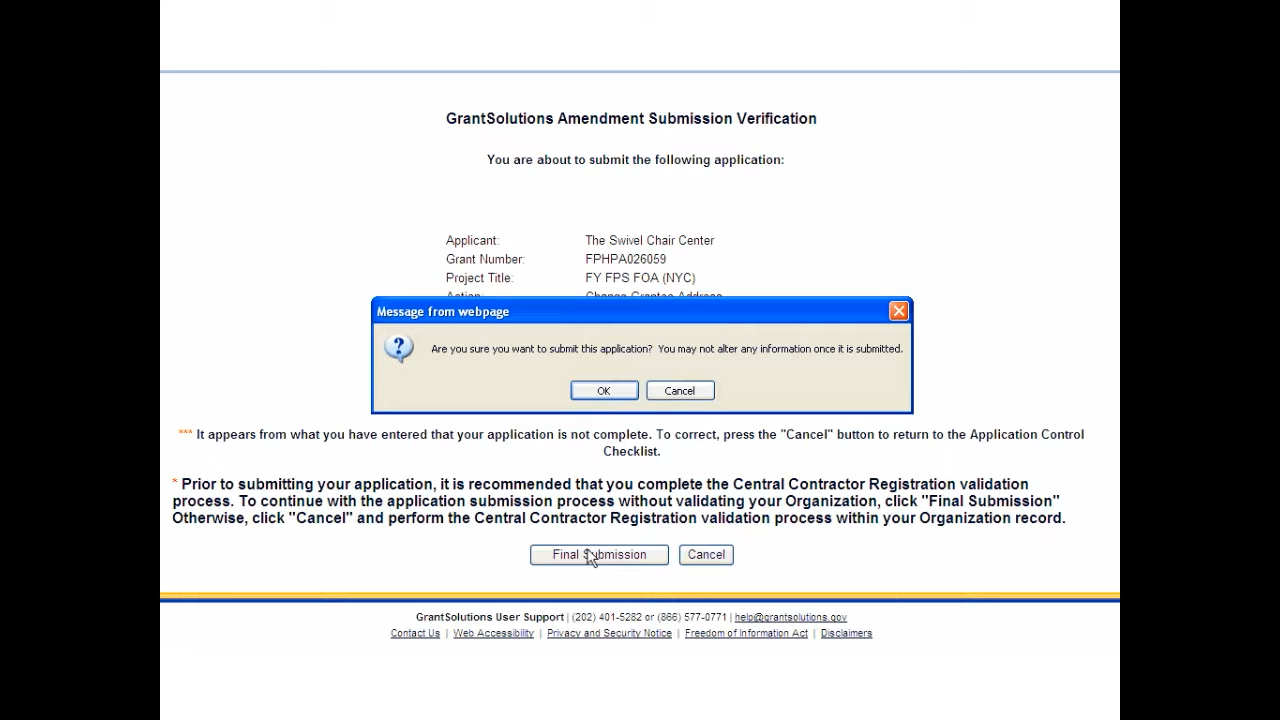 GrantSolutions Amendment Submission Verification
You are about to submit the following application:
Applicant: The Swivel Chair Center
Grant Number: FPHPA026059
Project Title: FY FPS FOA (NYC)
Action: Change Grantee Address
Message from webpage
Are you sure you want to submit this application? You may not alter any information once it is submitted.
OK Cancel
*** It appears from what you have entered that your application is not complete. To correct, press the "Cancel" button to return to the Application Control
Checklist.
* Prior to submitting your application, it is recommended that you complete the Central Contractor Registration validation
process. To continue with the application submission process without validating your Organization, click "Final Submission"
Otherwise, click "Cancel" and perform the Central Contractor Registration validation process within your Organization record.
Final Submission Cancel
GrantSolutions User Support | (202) 401-5282 or (866) 577-0771 | help@grantsolutions.gov
Contact Us | Web Accessibility | Privacy and Security Notice | Freedom of Information Act | Disclaimers